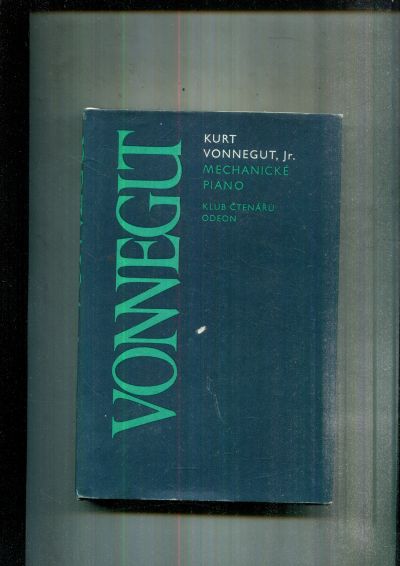 VONNEGUT
KURT
VONNEGUT, Jr.
MECHANICKÉ
PIANO
KLUB ČTENÁŘŮ
ODEON